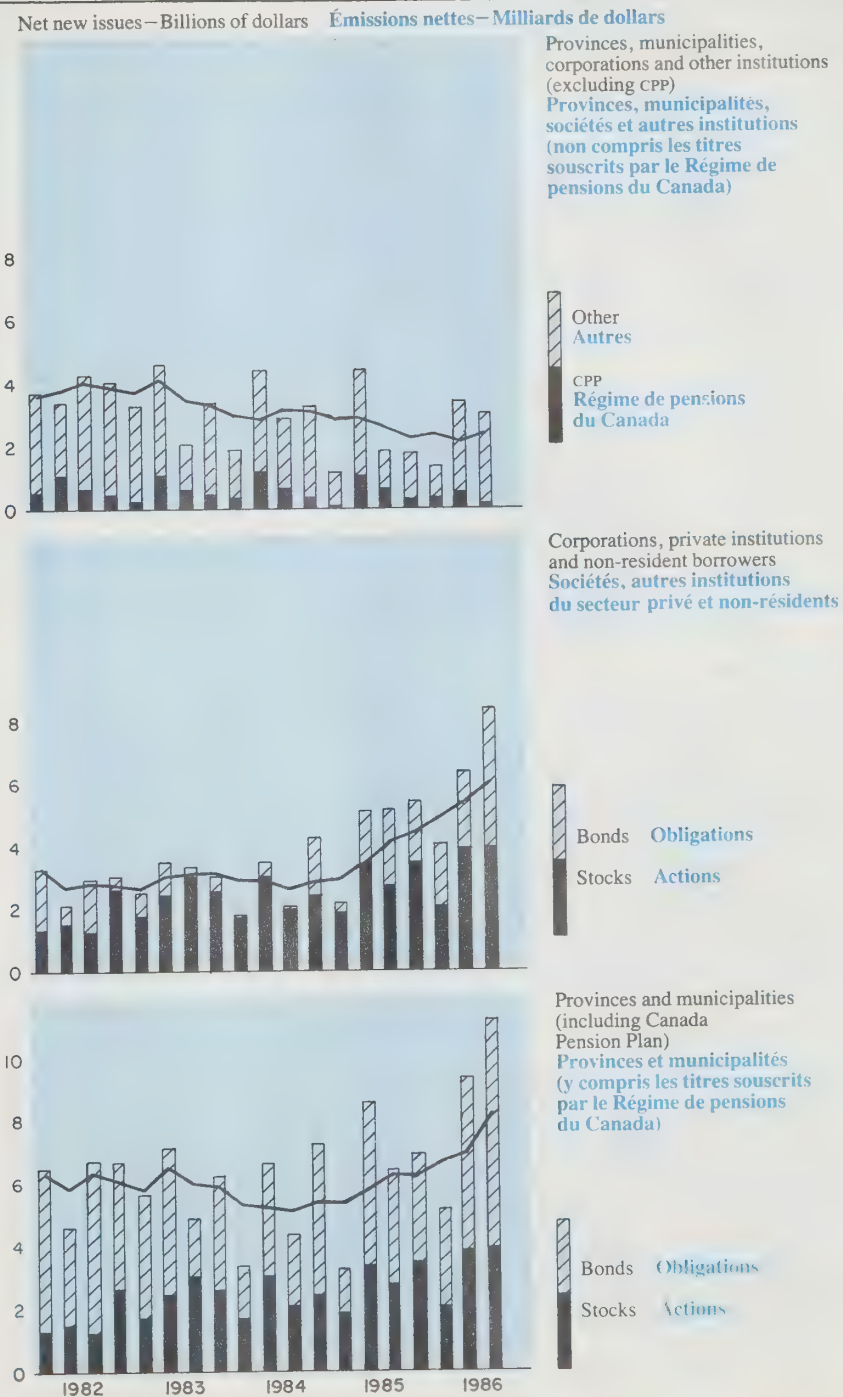 Net new issues—Billions of dollars Émissions nettes—Milliards de dollars
Provinces, municipalities,
corporations and other institutions
(excluding CPP)
Provinces, municipalités,
sociétés et autres institutions
(non compris les titres
souscrits par le Régime de
pensions du Canada)
8
6
4
2
0
Other
Autres
CPP
Régime de pensions
du Canada
Corporations, private institutions
and non-resident borrowers
Sociétés, autres institutions
du secteur privé et non-résidents
8
6
4
2
0
Bonds Obligations
Stocks Actions
Provinces and municipalities
(including Canada
Pension Plan)
Provinces et municipalités
(y compris les titres souscrits
par le Régime de pensions
du Canada)
10
8
6
4
2
0
Bonds Obligations
Stocks Actions
1982 1983 1984 1985 1986